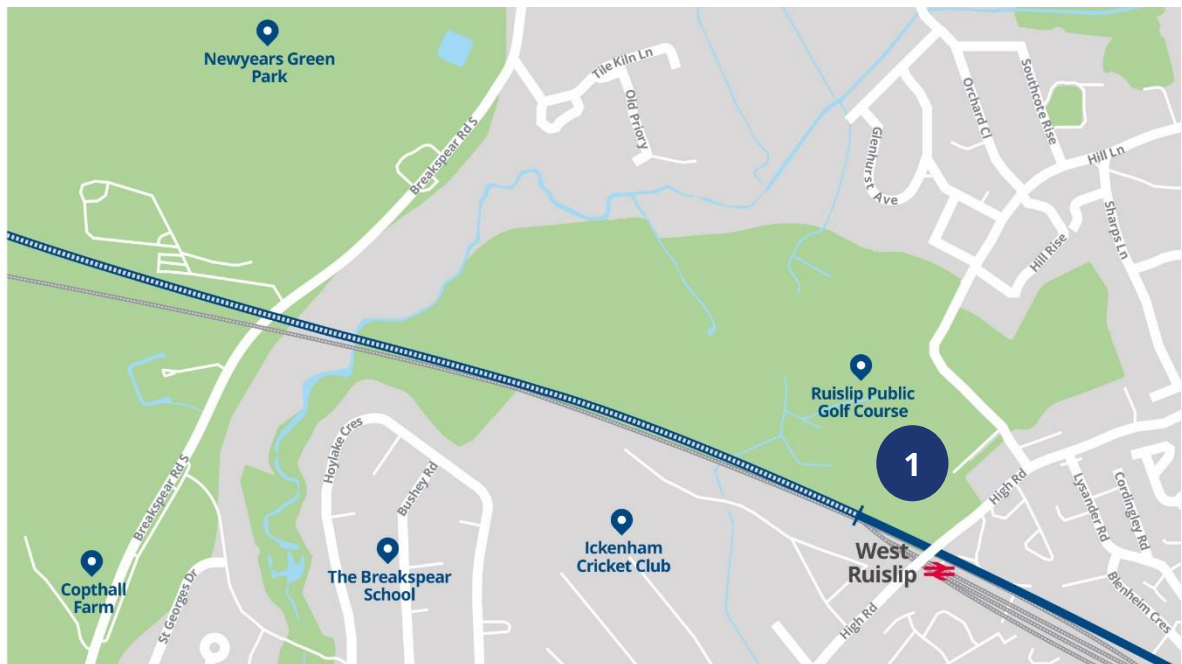 Newyears Green
Park
Tile Kiln Ln
Old Priory
Breakspear Rd S
Southcote Rise
Orchard Cl
Glenhurst Ave
Hill Ln
Sharps Ln
Hill Rise
Ruislip Public
Golf Course
1
High Rd
Lysander Rd
Cordingley Rd
Blenheim Cres
Hoylake Cres
Bushey Rd
Breakspear Rd S
Ickenham
Cricket Club
The Breakspear
School
West
Ruislip
High Rd
Copthall
Farm
St Georges Dr